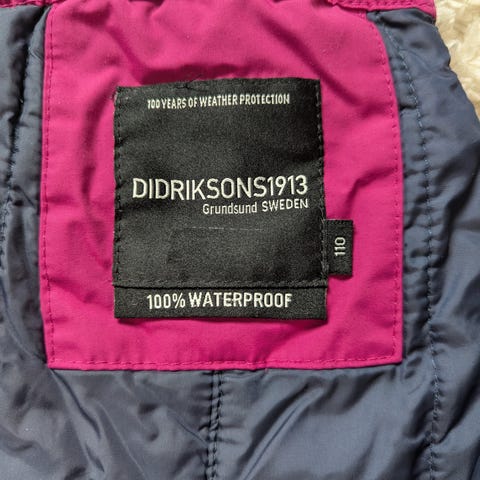 100 YEARS OF WEATHER PROTECTION
DIDRIKSONS1913
Grundsund SWEDEN
110
100% WATERPROOF